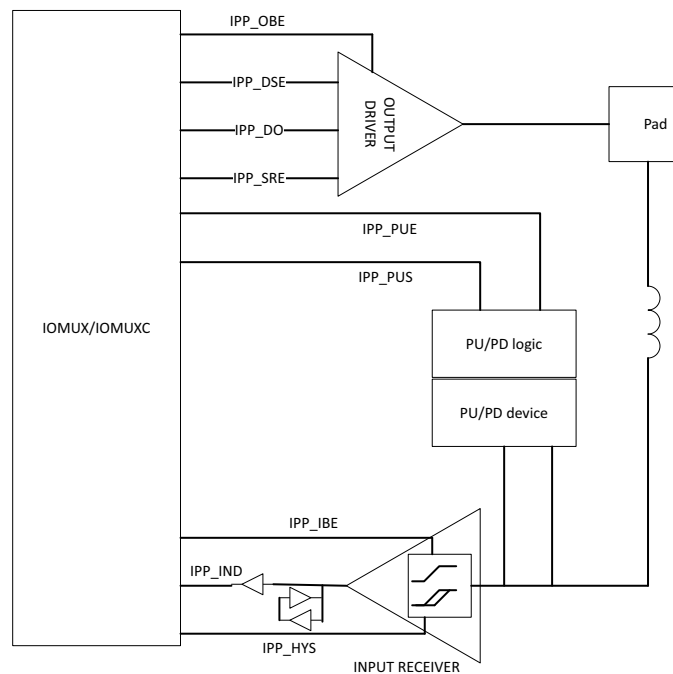 IPP_OBE
IPP_DSE
OUTPUT
DRIVER
Pad
IPP_DO
IPP_SRE
IPP_PUE
IPP_PUS
IOMUX/IOMUXC
PU/PD logic
PU/PD device
IPP_IBE
IPP_IND
IPP_HYS
INPUT RECEIVER